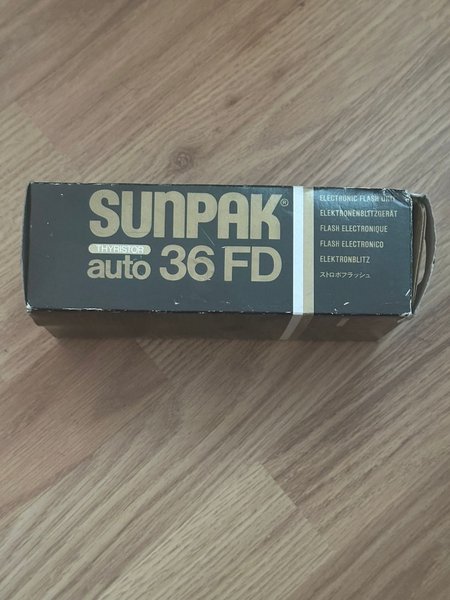 SUNPAK®
THYRISTOR
auto 36 FD
ELECTRONIC FLASH UNIT
ELEKTRONENBLITZGERÄT
FLASH ELECTRONIQUE
FLASH ELECTRONICO
ELEKTRONBLITZ
ストロボフラッシュ